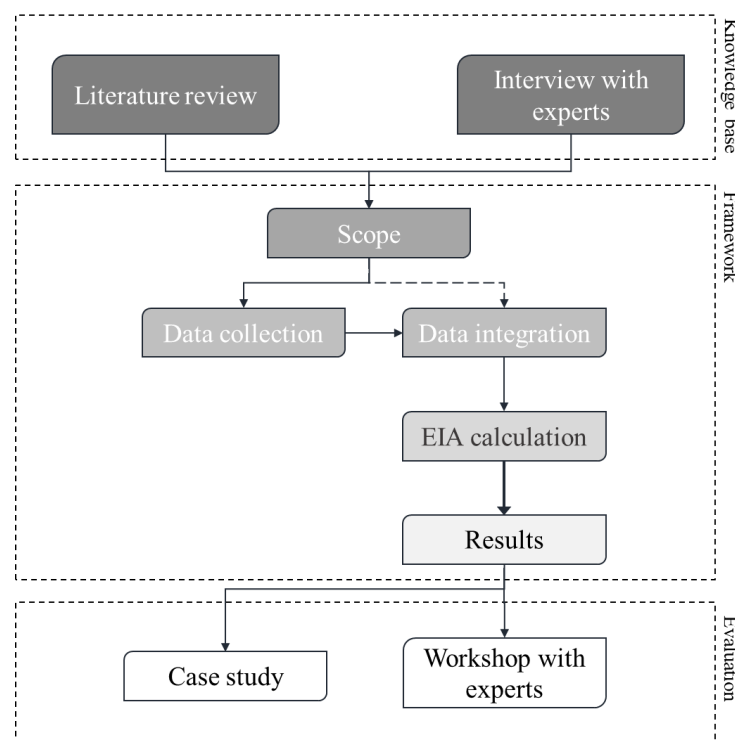 Knowledge base
Literature review
Interview with
experts
Framework
Scope
Data collection
Data integration
EIA calculation
Results
Evaluation
Case study
Workshop with
experts